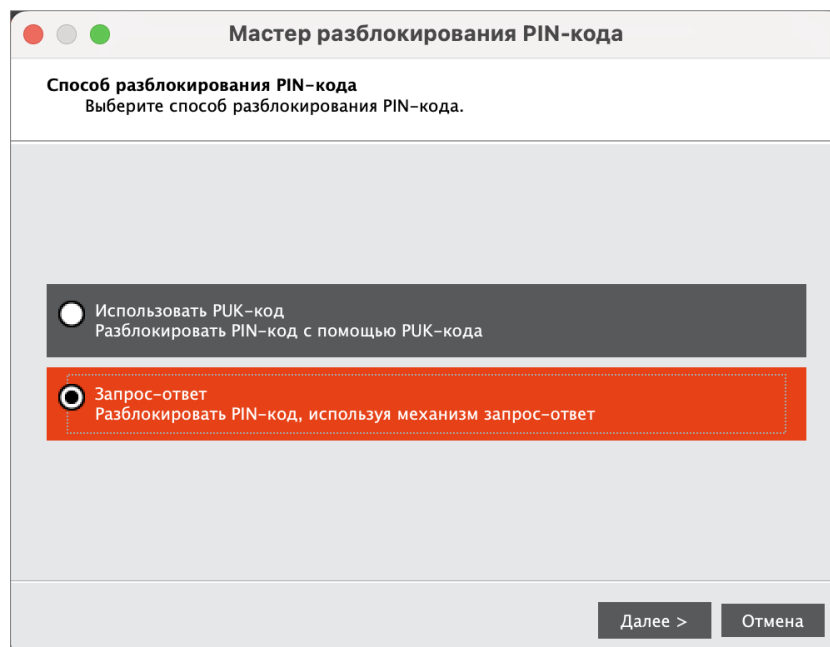 Мастер разблокирования PIN-кода
Способ разблокирования PIN-кода
Выберите способ разблокирования PIN-кода.
Использовать PUK-код
Разблокировать PIN-код с помощью PUK-кода
Запрос-ответ
Разблокировать PIN-код, используя механизм запрос-ответ
Далее >
Отмена